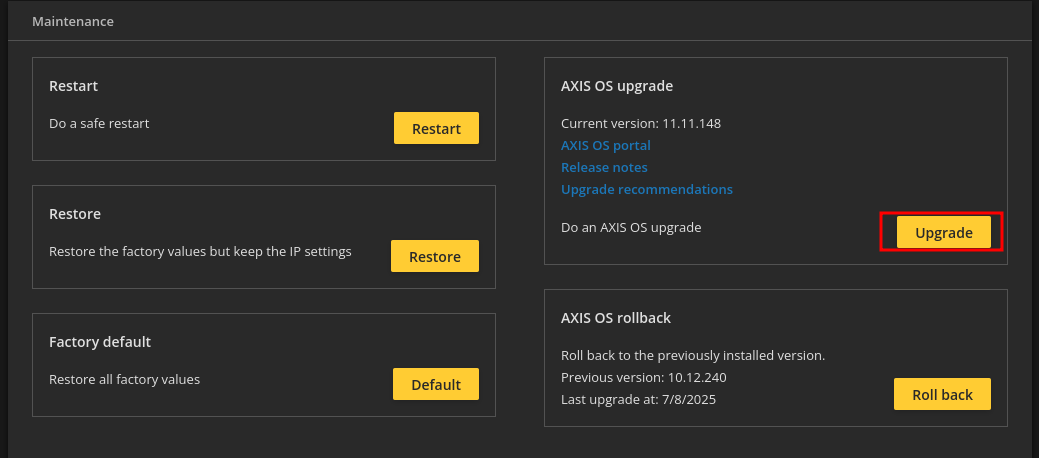 Maintenance
Restart
Do a safe restart
Restart
Restore
Restore the factory values but keep the IP settings
Restore
Factory default
Restore all factory values
Default
AXIS OS upgrade
Current version: 11.11.148
AXIS OS portal
Release notes
Upgrade recommendations
Do an AXIS OS upgrade
Upgrade
AXIS OS rollback
Roll back to the previously installed version.
Previous version: 10.12.240
Last upgrade at: 7/8/2025
Roll back